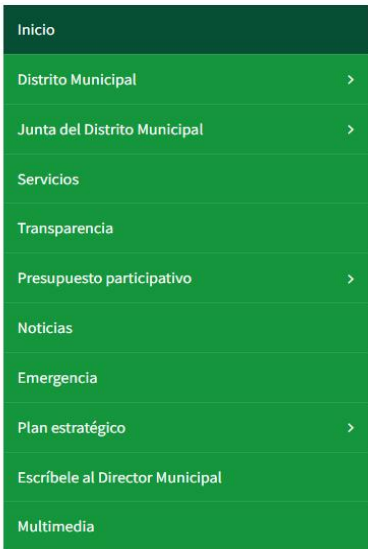 Inicio
Distrito Municipal
Junta del Distrito Municipal
Servicios
Transparencia
Presupuesto participativo
Noticias
Emergencia
Plan estratégico
Escríbele al Director Municipal
Multimedia